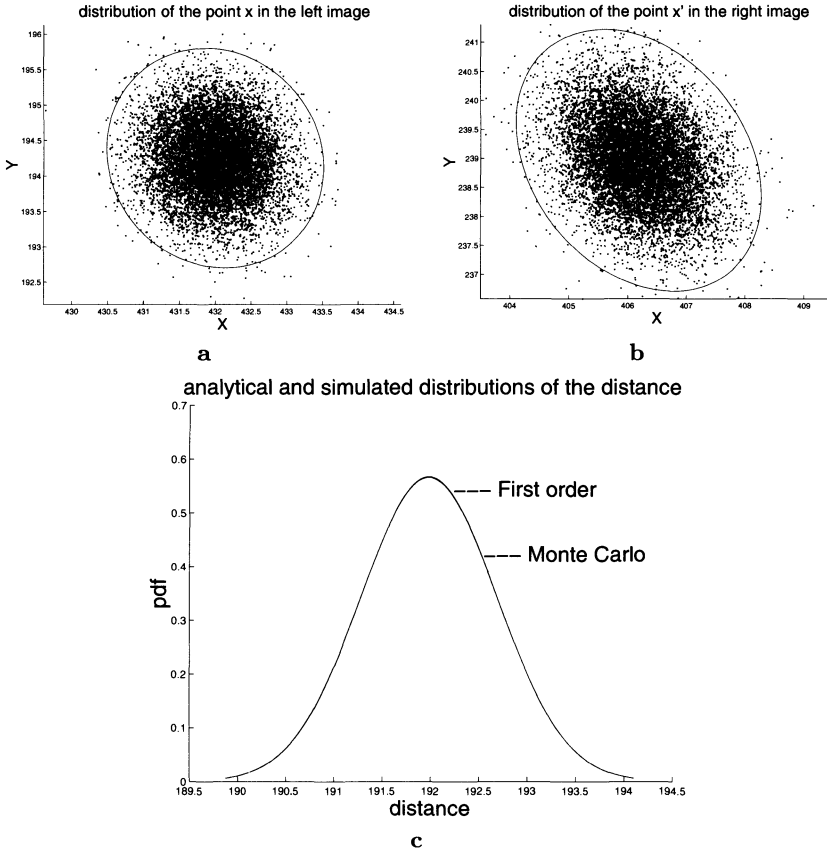 distribution of the point x in the left image
196
195.5
195
194.5
194
193.5
193
192.5
Y
430 430.5 431 431.5 432 432.5 433 433.5 434 434.5
X
a
distribution of the point x' in the right image
241
240.5
240
239.5
239
238.5
238
237.5
237
Y
404 405 406 407 408 409
X
b
analytical and simulated distributions of the distance
0.7
0.6
0.5
0.4
0.3
0.2
0.1
0
pdf
First order
Monte Carlo
189.5 190 190.5 191 191.5 192 192.5 193 193.5 194 194.5
distance
c